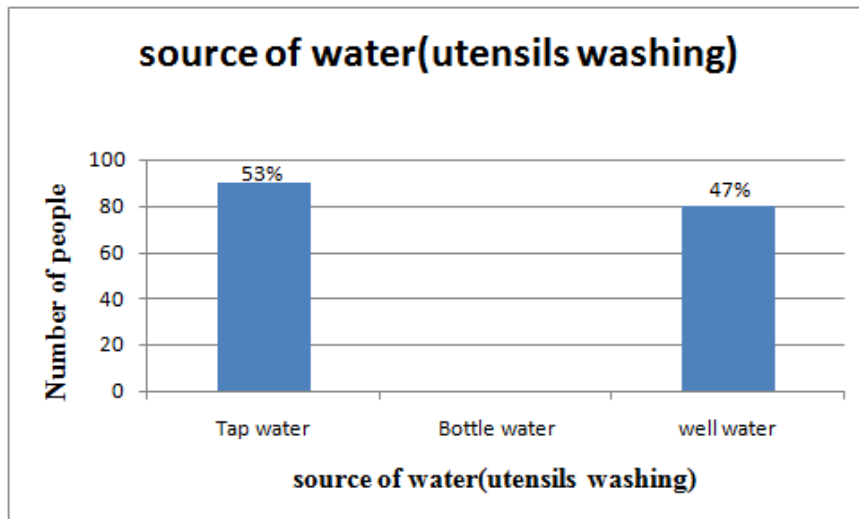 source of water(utensils washing)
Number of people
100
80
60
40
20
0
53%
47%
Tap water
Bottle water
well water
source of water(utensils washing)